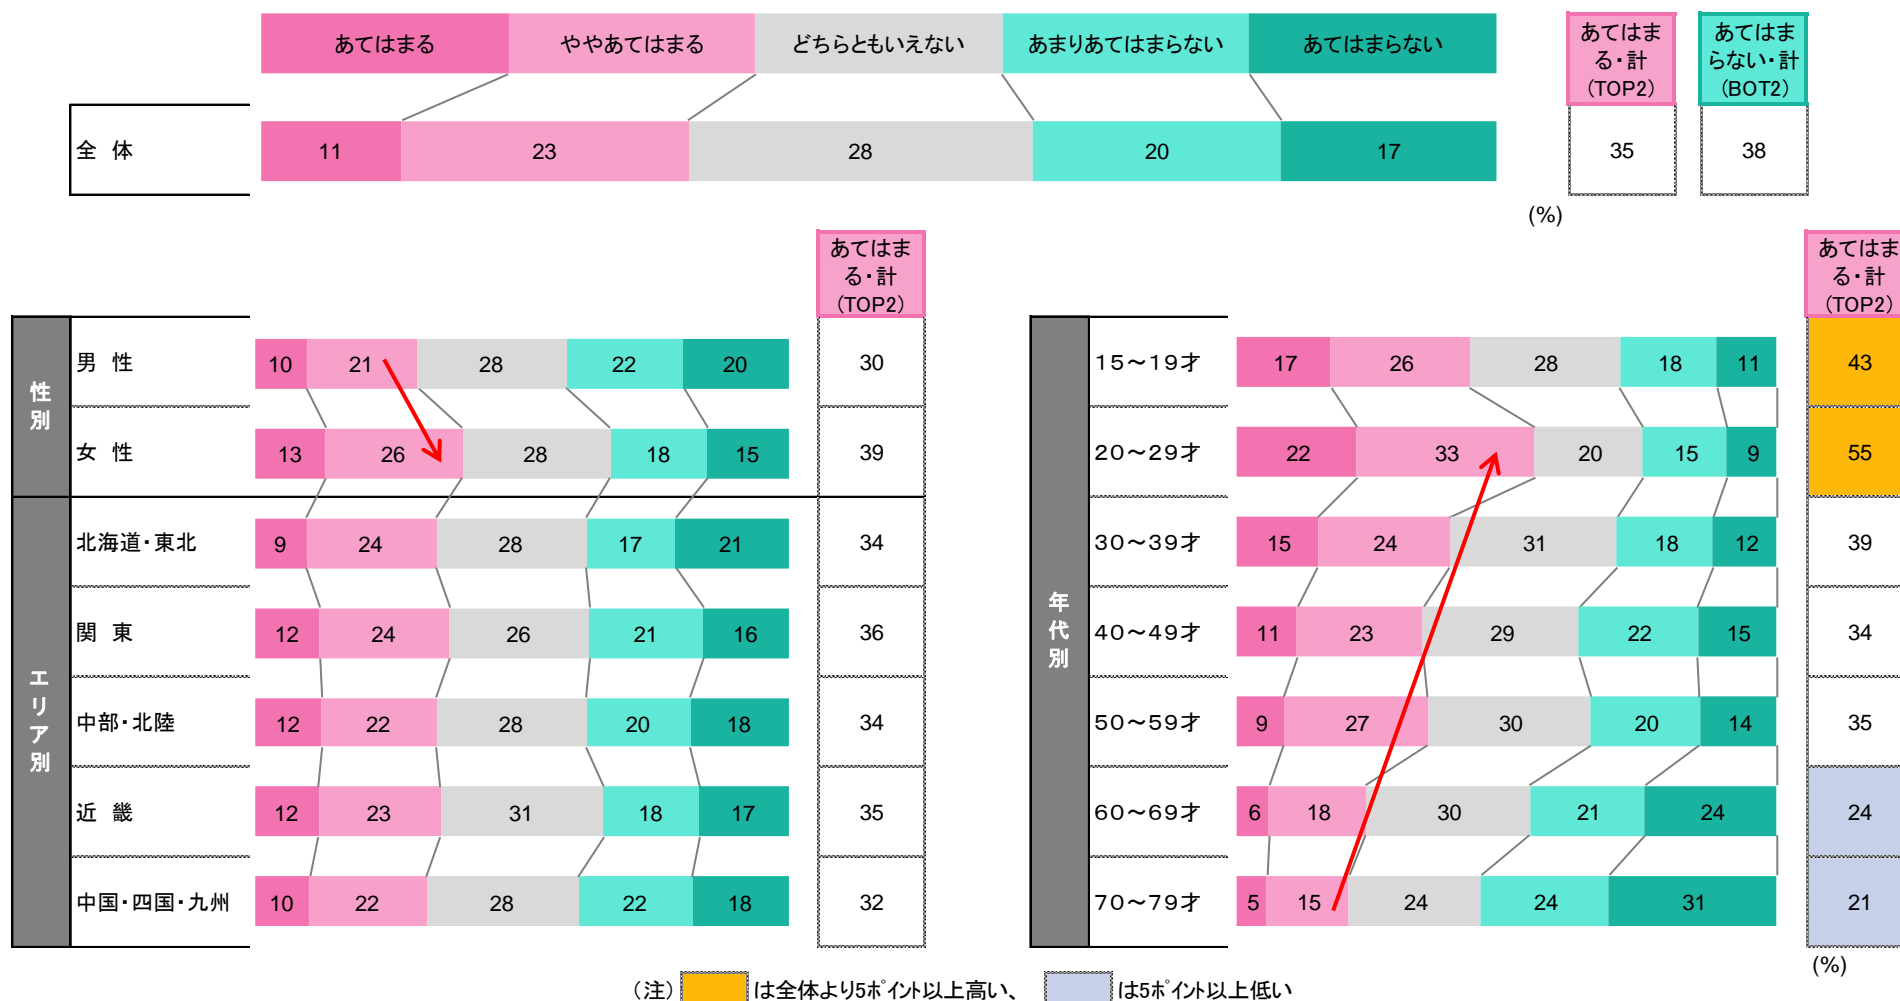 あてはまる ややあてはまる どちらともいえない あまりあてはまらない あてはまらない
あてはま
る・計
(TOP2)
あてはま
らない・計
(BOT2)
全 体 11 23 28 20 17 35 38
(%)
あてはま
る・計
(TOP2)
性別
男 性 10 21 28 22 20 30
女 性 13 26 28 18 15 39
エリア別
北海道・東北 9 24 28 17 21 34
関 東 12 24 26 21 16 36
中部・北陸 12 22 28 20 18 34
近 畿 12 23 31 18 17 35
中国・四国・九州 10 22 28 22 18 32
あてはま
る・計
(TOP2)
年代別
15～19才 17 26 28 18 11 43
20～29才 22 33 20 15 9 55
30～39才 15 24 31 18 12 39
40～49才 11 23 29 22 15 34
50～59才 9 27 30 20 14 35
60～69才 6 18 30 21 24 24
70～79才 5 15 24 24 31 21
(%)
(注) は全体より5ﾎﾟｲﾝﾄ以上高い、 は5ﾎﾟｲﾝﾄ以上低い